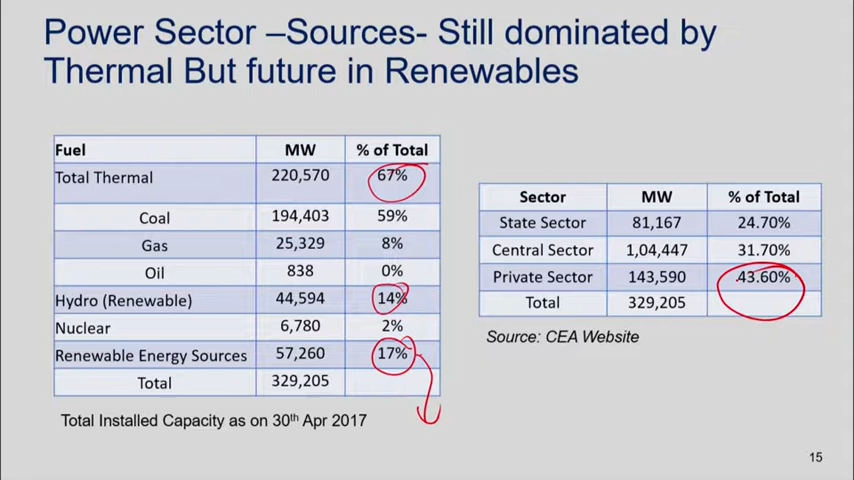 Power Sector –Sources- Still dominated by
Thermal But future in Renewables
Fuel MW % of Total
Total Thermal 220,570 67%
Coal 194,403 59%
Gas 25,329 8%
Oil 838 0%
Hydro (Renewable) 44,594 14%
Nuclear 6,780 2%
Renewable Energy Sources 57,260 17%
Total 329,205
Total Installed Capacity as on 30th Apr 2017
Sector MW % of Total
State Sector 81,167 24.70%
Central Sector 1,04,447 31.70%
Private Sector 143,590 43.60%
Total 329,205
Source: CEA Website
15